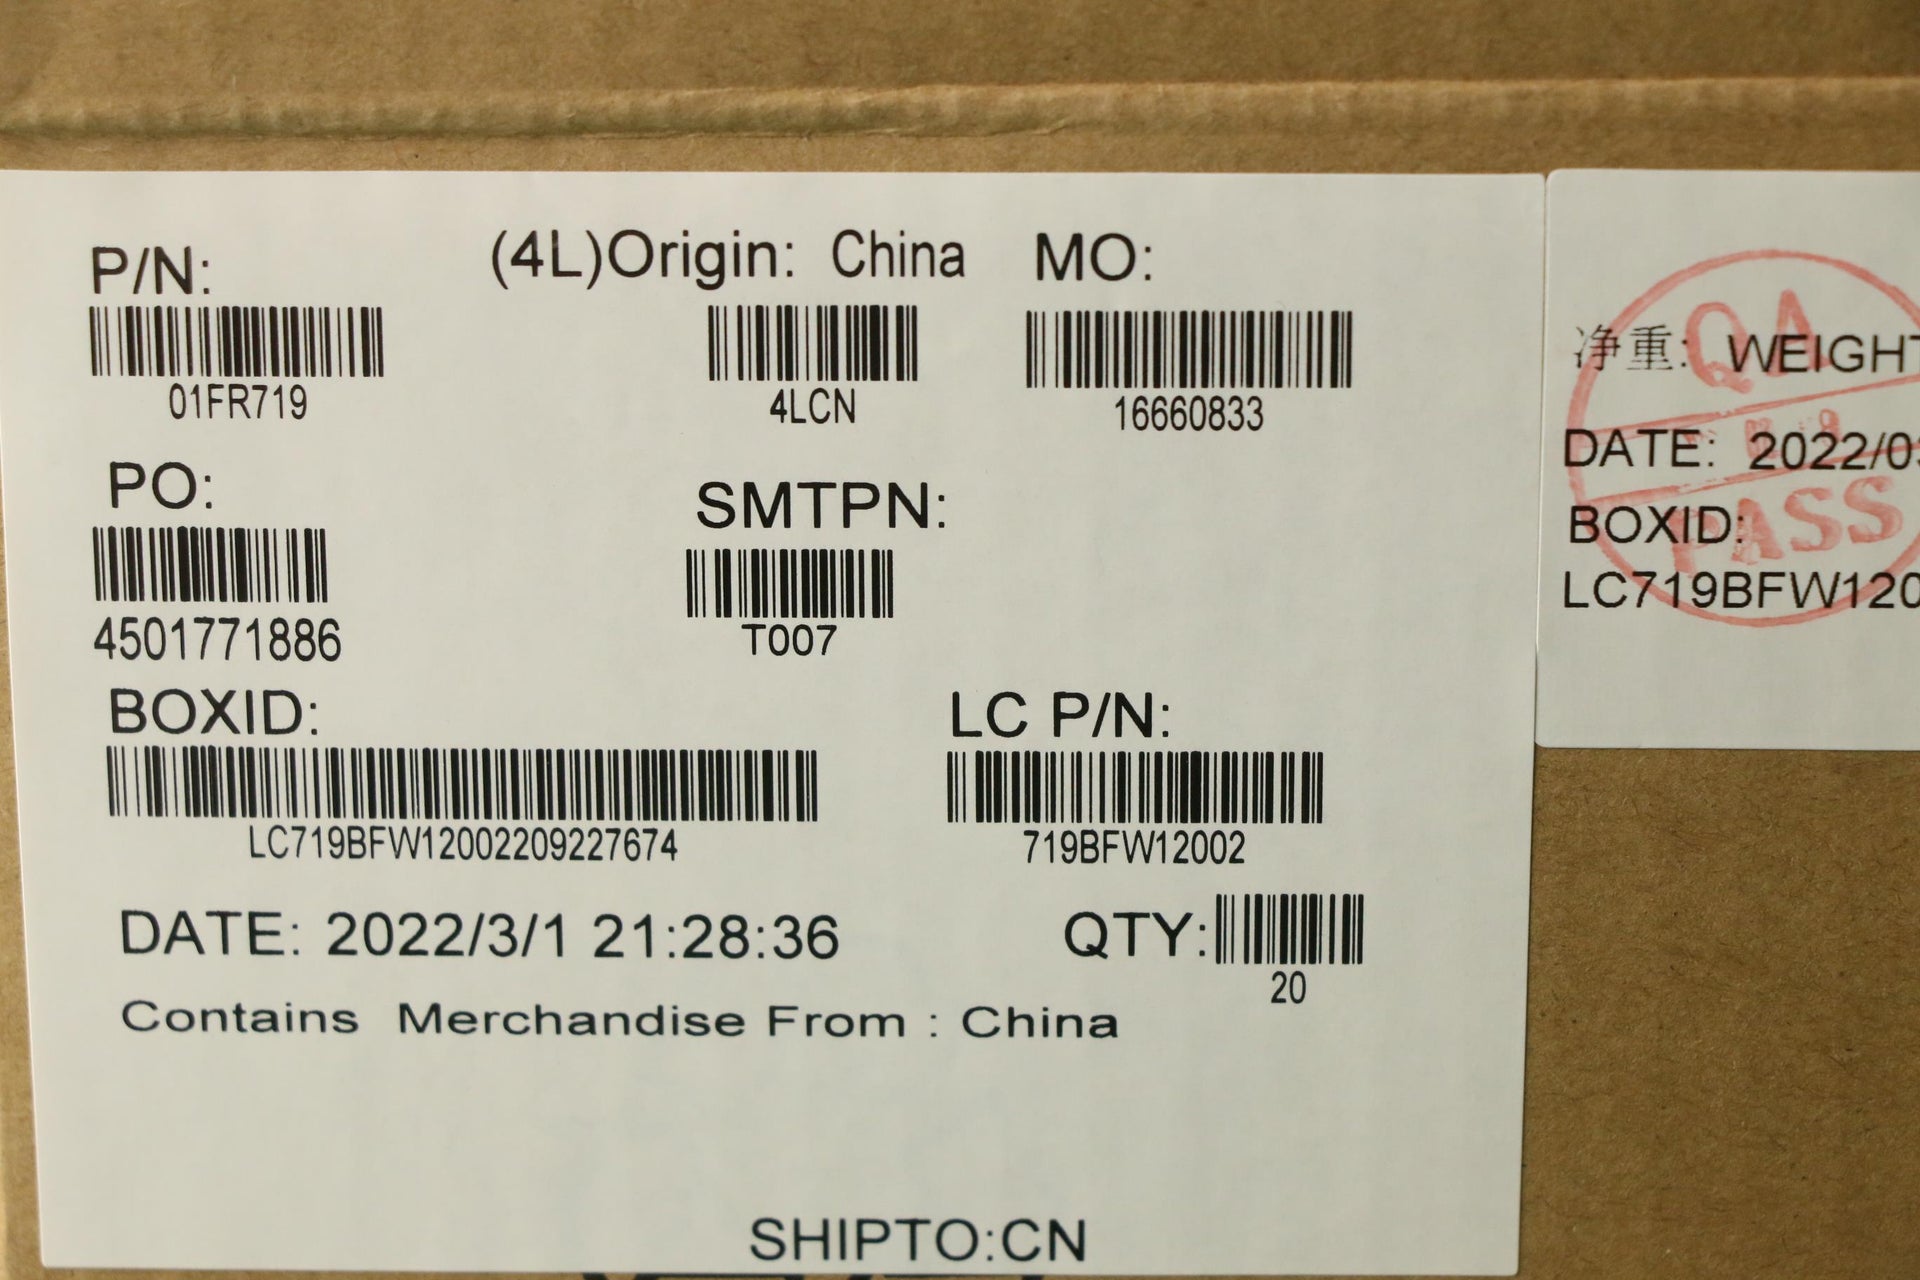 P/N:
(4L)Origin: China
MO:
01FR719
4LCN
16660833
PO:
SMTPN:
4501771886
T007
BOXID:
LC P/N:
LC719BFW12002209227674
719BFW12002
DATE: 2022/3/1 21:28:36
QTY:
20
Contains Merchandise From : China
SHIPTO:CN
净重: WEIGHT
DATE: 2022/03
BOXID:
LC719BFW120
QA
PASS